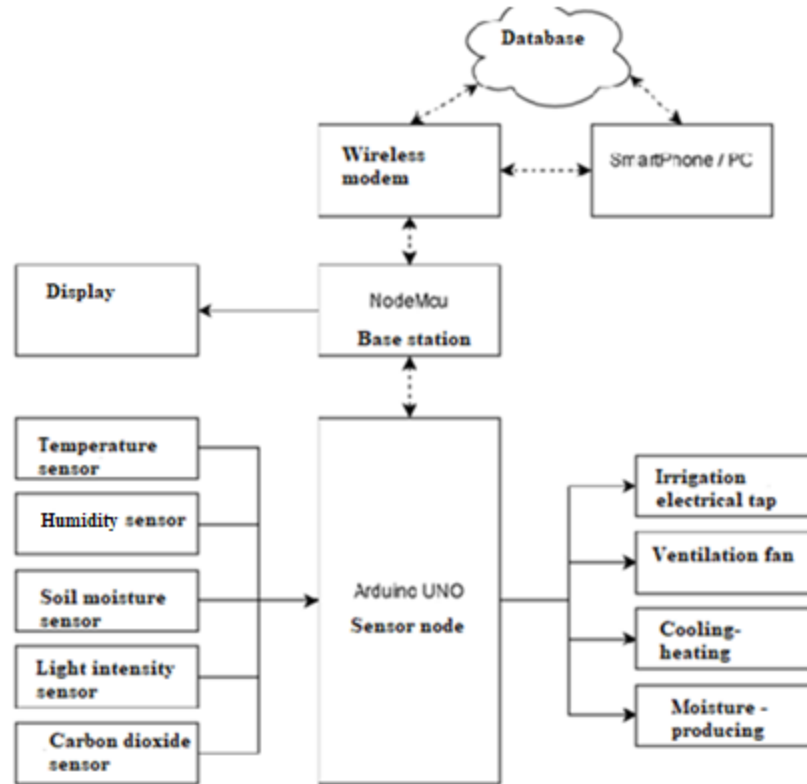 Database
Wireless
modem
SmartPhone / PC
Display
NodeMcu
Base station
Temperature
sensor
Humidity sensor
Soil moisture
sensor
Light intensity
sensor
Carbon dioxide
sensor
Arduino UNO
Sensor node
Irrigation
electrical tap
Ventilation fan
Cooling-
heating
Moisture -
producing